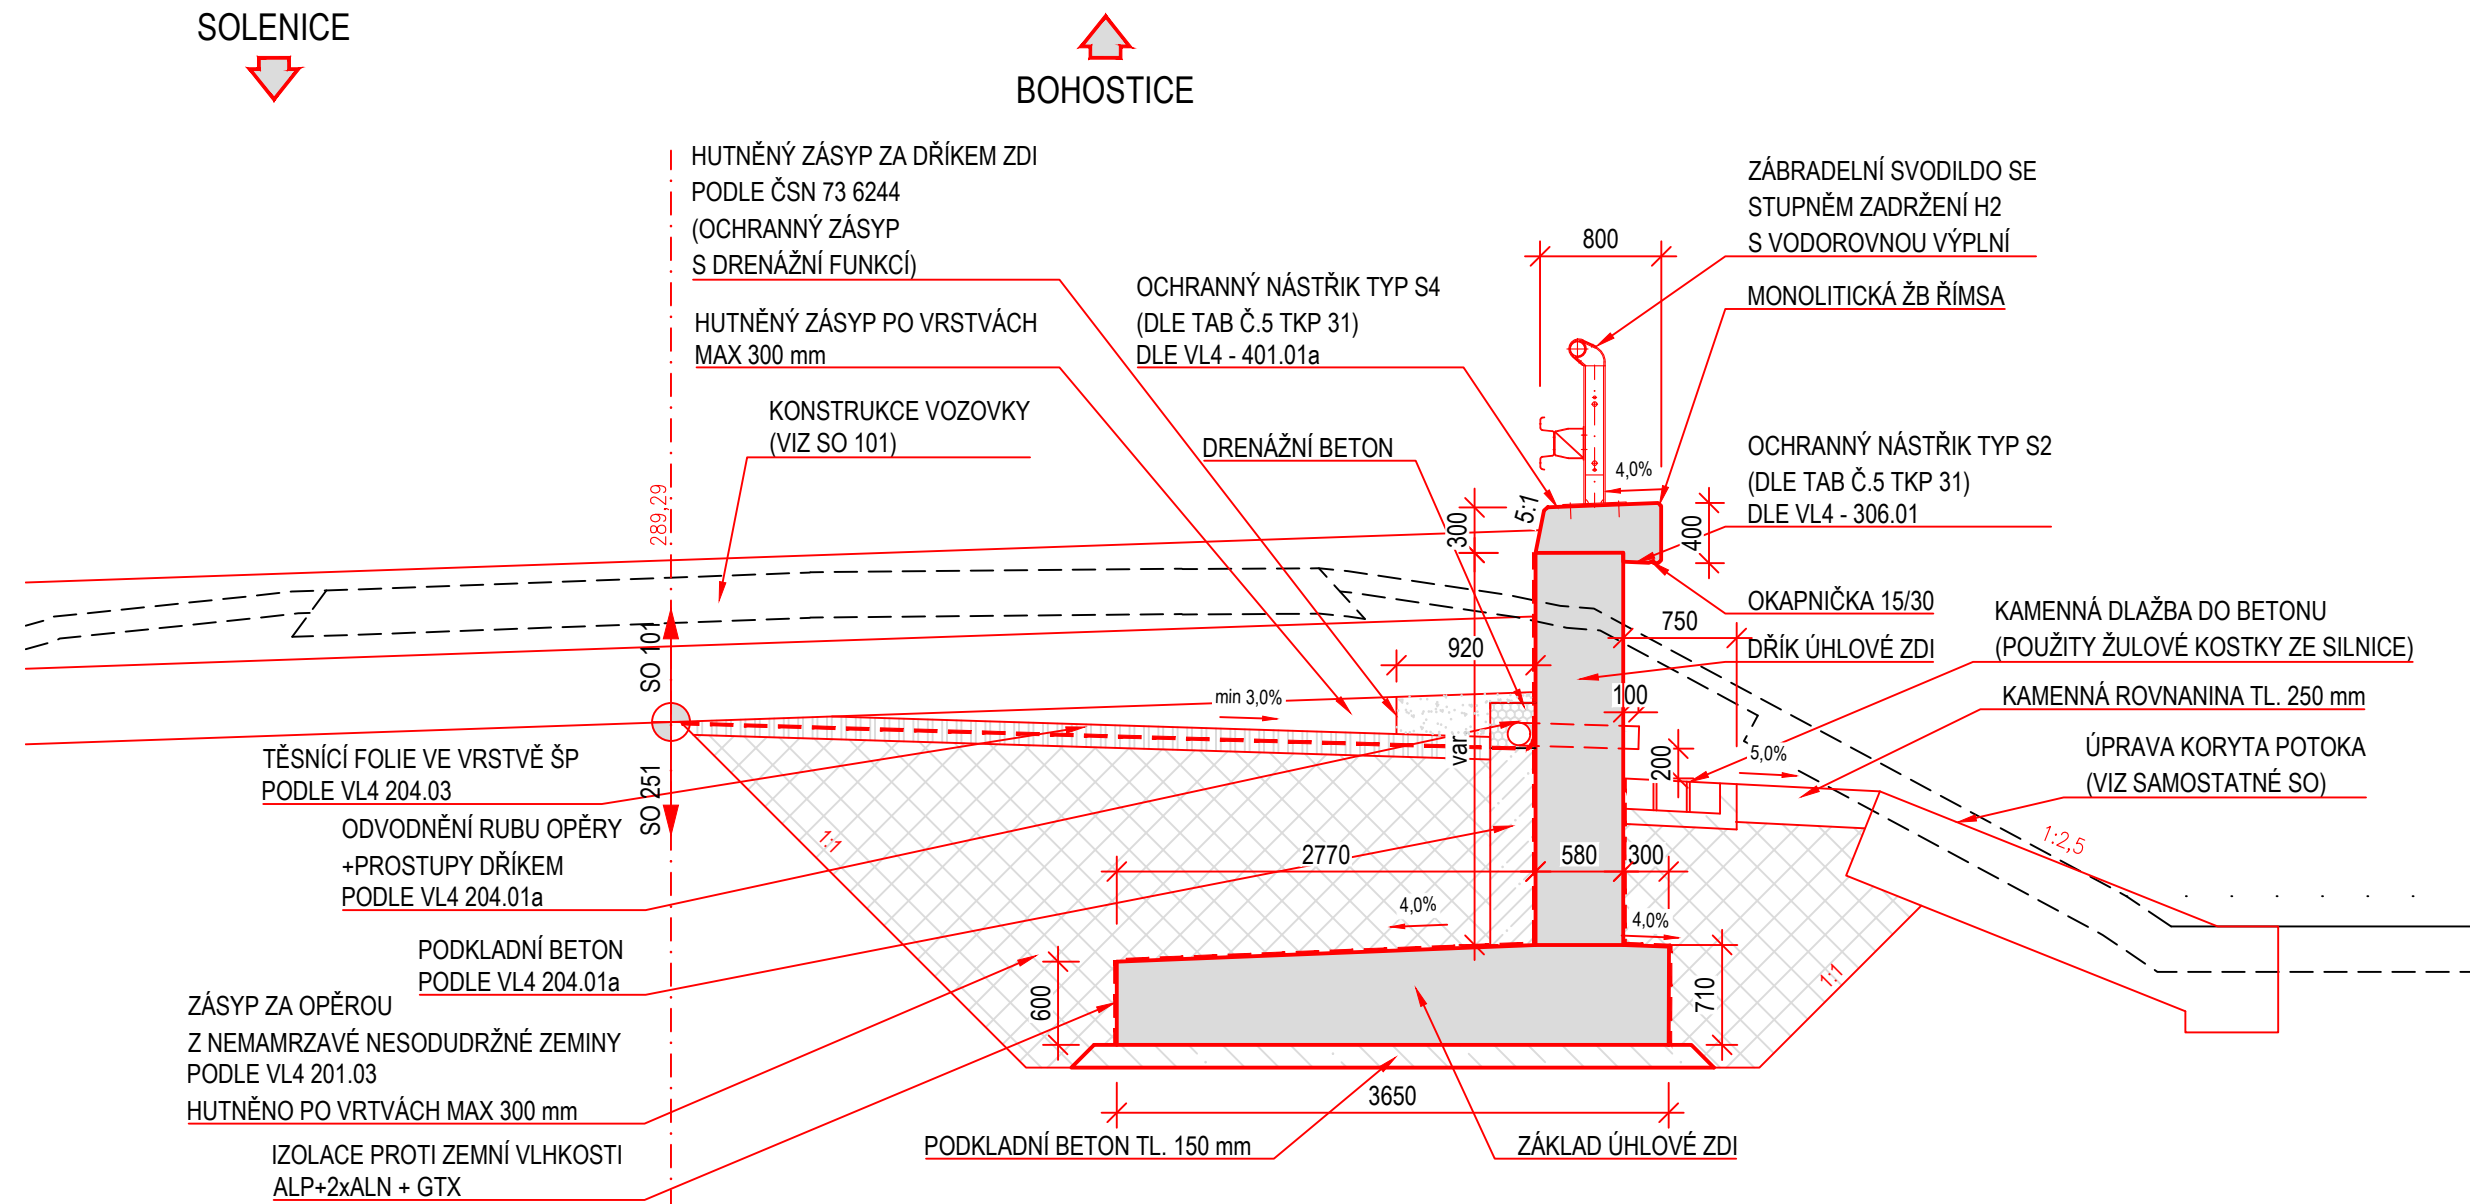 SOLENICE
BOHOSTICE
HUTNĚNÝ ZÁSYP ZA DŘÍKEM ZDI
PODLE ČSN 73 6244
(OCHRANNÝ ZÁSYP
S DRENÁŽNÍ FUNKCÍ)
HUTNĚNÝ ZÁSYP PO VRSTVÁCH
MAX 300 mm
KONSTRUKCE VOZOVKY
(VIZ SO 101)
OCHRANNÝ NÁSTŘIK TYP S4
(DLE TAB Č.5 TKP 31)
DLE VL4 - 401.01a
DRENÁŽNÍ BETON
ZÁBRADELNÍ SVODILDO SE
STUPNĚM ZADRŽENÍ H2
S VODOROVNOU VÝPLNÍ
MONOLITICKÁ ŽB ŘÍMSA
OCHRANNÝ NÁSTŘIK TYP S2
(DLE TAB Č.5 TKP 31)
DLE VL4 - 306.01
OKAPNIČKA 15/30
DŘÍK ÚHLOVÉ ZDI
KAMENNÁ DLAŽBA DO BETONU
(POUŽITY ŽULOVÉ KOSTKY ZE SILNICE)
KAMENNÁ ROVNANINA TL. 250 mm
ÚPRAVA KORYTA POTOKA
(VIZ SAMOSTATNÉ SO)
800
4,0%
5:1
300
400
289,29
SO 101
SO 251
750
920
100
min 3,0%
var
200
5,0%
1:2,5
1:1
2770
580
300
4,0%
4,0%
600
710
1:1
3650
TĚSNÍCÍ FOLIE VE VRSTVĚ ŠP
PODLE VL4 204.03
ODVODNĚNÍ RUBU OPĚRY
+PROSTUPY DŘÍKEM
PODLE VL4 204.01a
PODKLADNÍ BETON
PODLE VL4 204.01a
ZÁSYP ZA OPĚROU
Z NEMAMRZAVÉ NESODUDRŽNÉ ZEMINY
PODLE VL4 201.03
HUTNĚNO PO VRTVÁCH MAX 300 mm
IZOLACE PROTI ZEMNÍ VLHKOSTI
ALP+2xALN + GTX
PODKLADNÍ BETON TL. 150 mm
ZÁKLAD ÚHLOVÉ ZDI